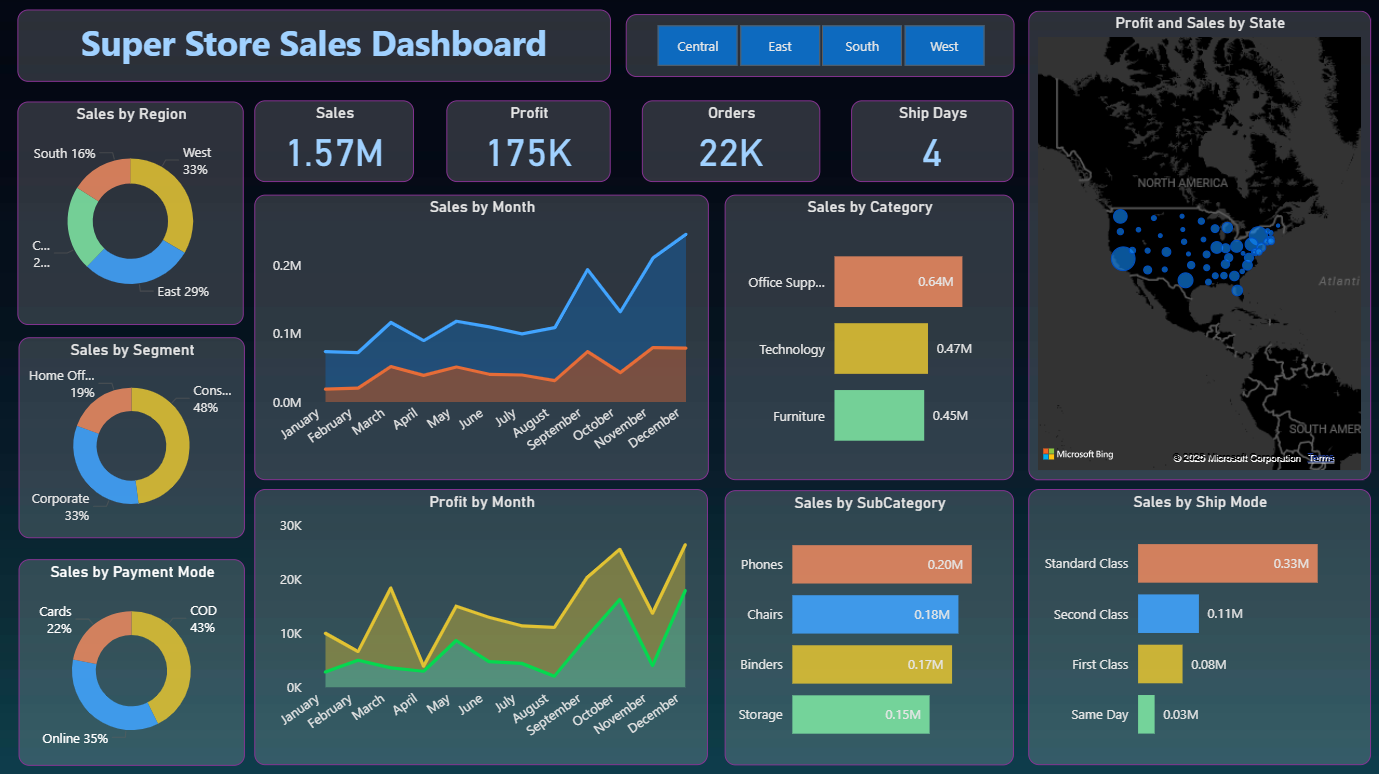 Super Store Sales Dashboard
Central
East
South
West
Profit and Sales by State
NORTH AMERICA
Atlanti
SOUTH AMER
Microsoft Bing
© 2025 Microsoft Corporation Terms
Sales by Region
South 16%
West
33%
C...
2...
East 29%
Sales
1.57M
Profit
175K
Orders
22K
Ship Days
4
Sales by Month
0.2M
0.1M
0.0M
January
February
March
April
May
June
July
August
September
October
November
December
Sales by Category
Office Supp...
0.64M
Technology
0.47M
Furniture
0.45M
Sales by Segment
Home Off...
19%
Cons...
48%
Corporate
33%
Sales by Payment Mode
Cards
22%
COD
43%
Online 35%
Profit by Month
30K
20K
10K
0K
January
February
March
April
May
June
July
August
September
October
November
December
Sales by SubCategory
Phones
0.20M
Chairs
0.18M
Binders
0.17M
Storage
0.15M
Sales by Ship Mode
Standard Class
0.33M
Second Class
0.11M
First Class
0.08M
Same Day
0.03M